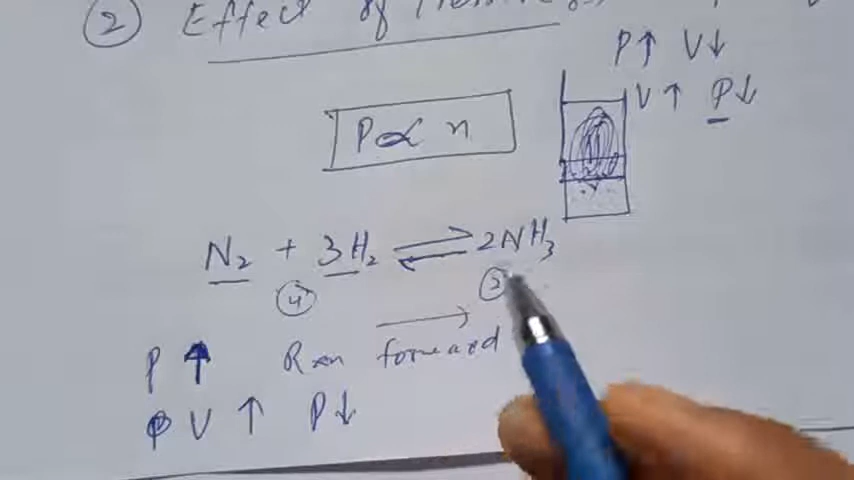 ② Effect of
P↑ V↓
V↑ P↓
P ∝ n
N₂ + 3H₂ ⇌ 2NH₃
④ ②
P ↑ Rxn forward →
V ↑ P↓